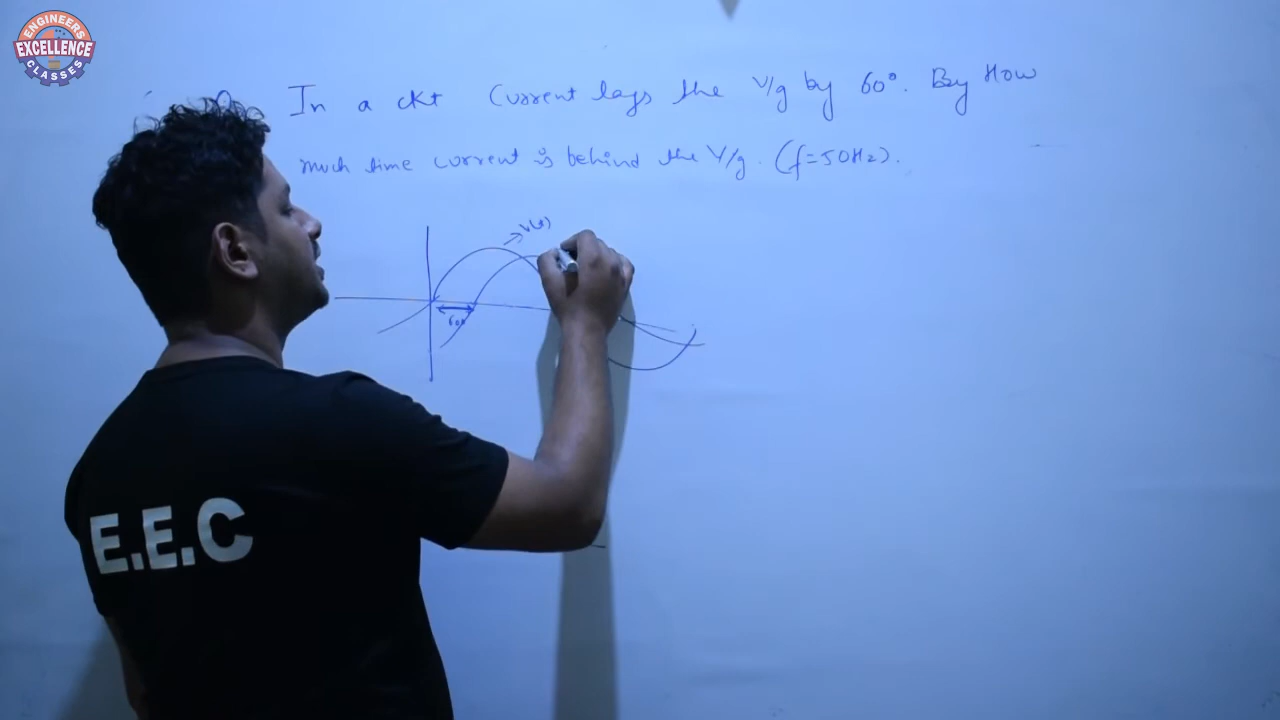 ENGINEERS
EXCELLENCE
CLASSES
In a ckt Current lags the V/g by 60°. By How
much time current is behind the V/g. (f=50Hz).
V(t)
60°
E.E.C